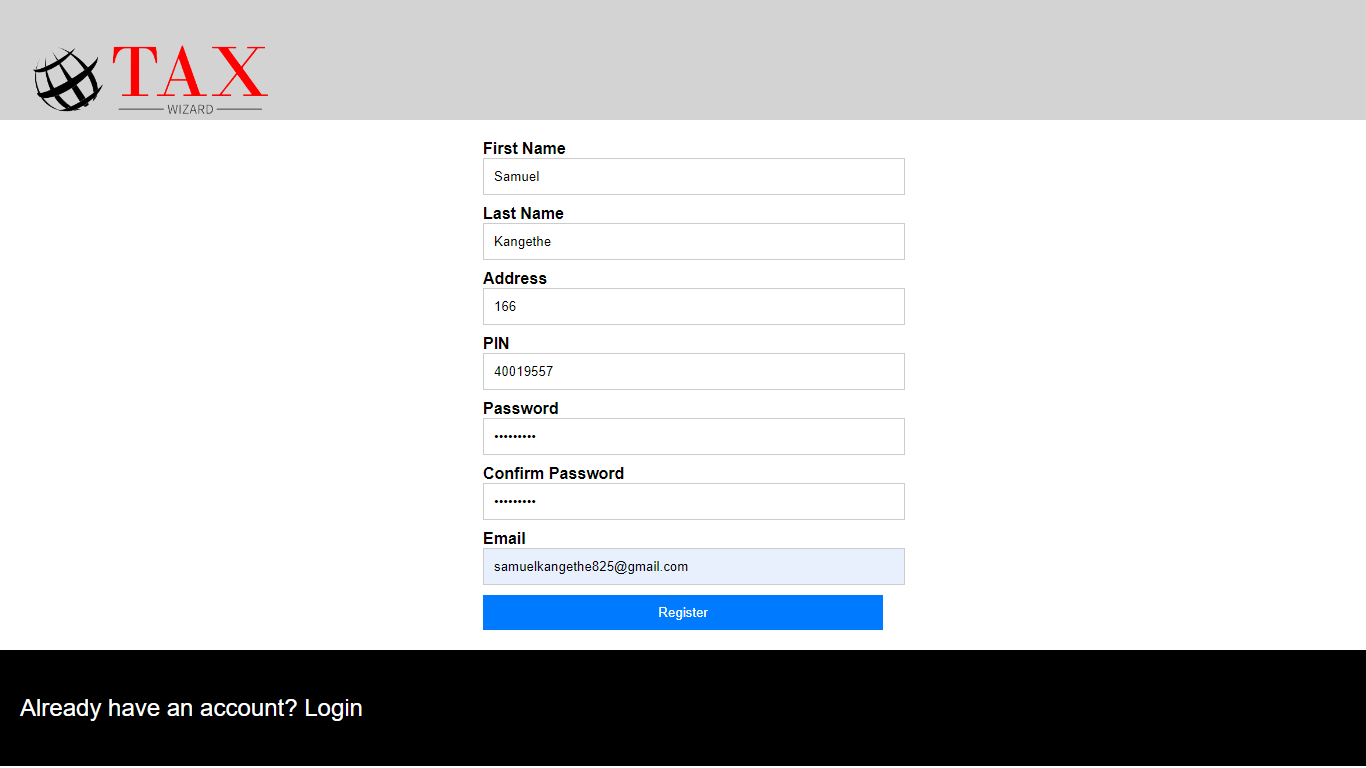 TAX
WIZARD
First Name
Samuel
Last Name
Kangethe
Address
166
PIN
40019557
Password
•••••••••
Confirm Password
•••••••••
Email
samuelkangethe825@gmail.com
Register
Already have an account? Login